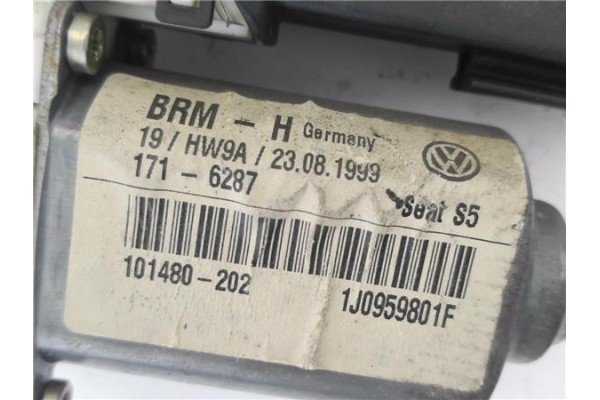 BRM - H Germany
19 / HW9A / 23.08.1999
171 - 6287
Seat S5
101480-202
1J0959801F